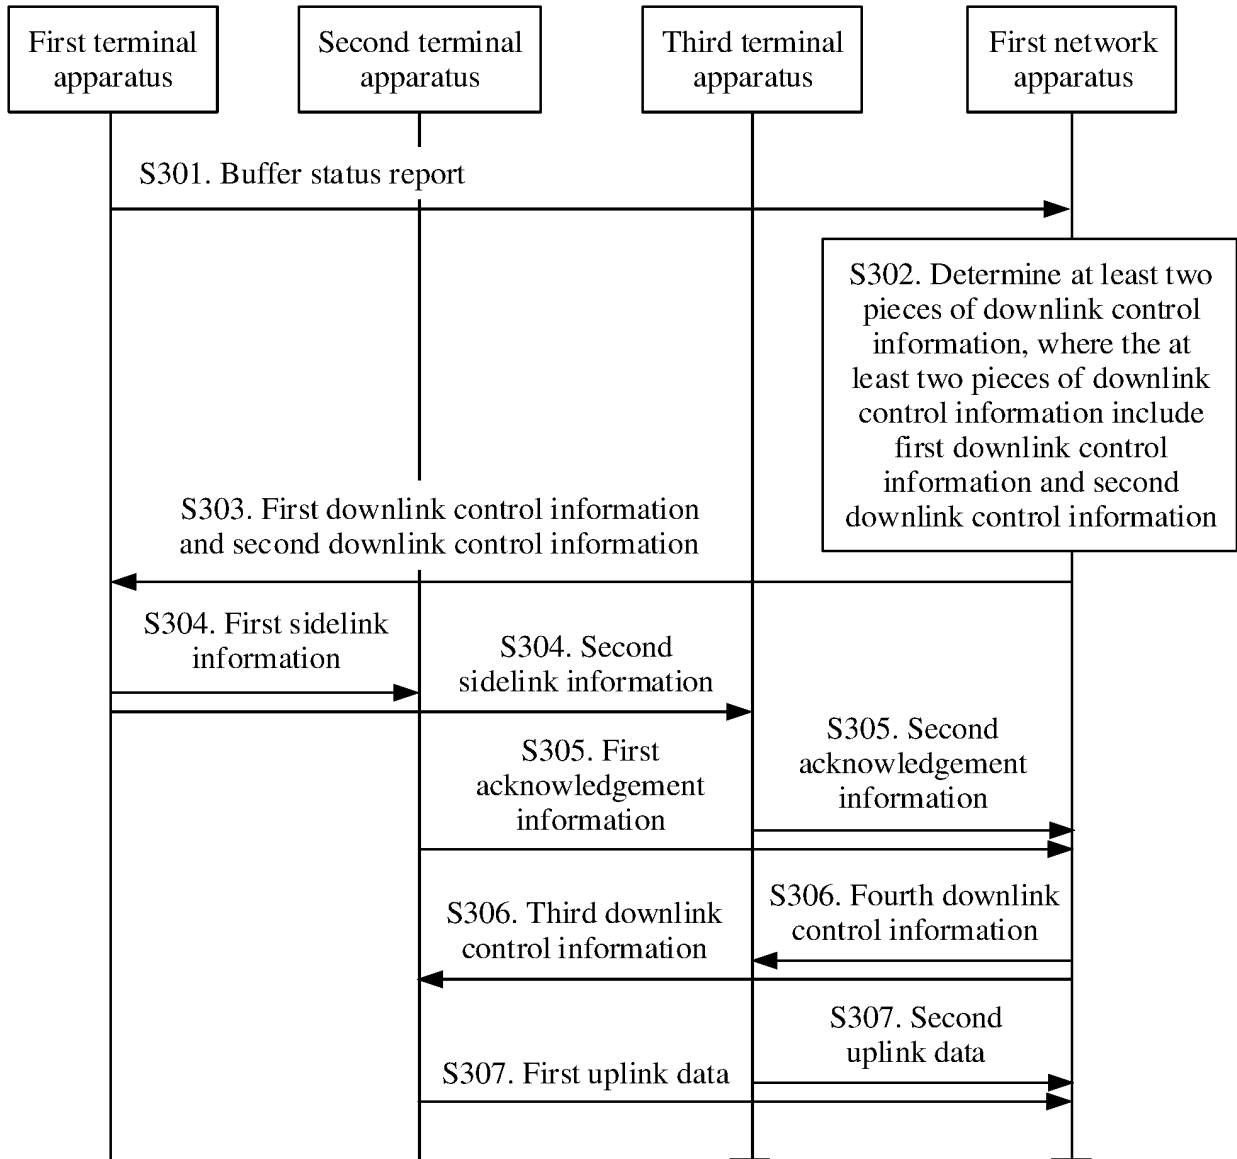 First terminal
apparatus
Second terminal
apparatus
Third terminal
apparatus
First network
apparatus
S301. Buffer status report
S302. Determine at least two
pieces of downlink control
information, where the at
least two pieces of downlink
control information include
first downlink control
information and second
downlink control information
S303. First downlink control information
and second downlink control information
S304. First sidelink
information
S304. Second
sidelink information
S305. First
acknowledgement
information
S305. Second
acknowledgement
information
S306. Third downlink
control information
S306. Fourth downlink
control information
S307. Second
uplink data
S307. First uplink data